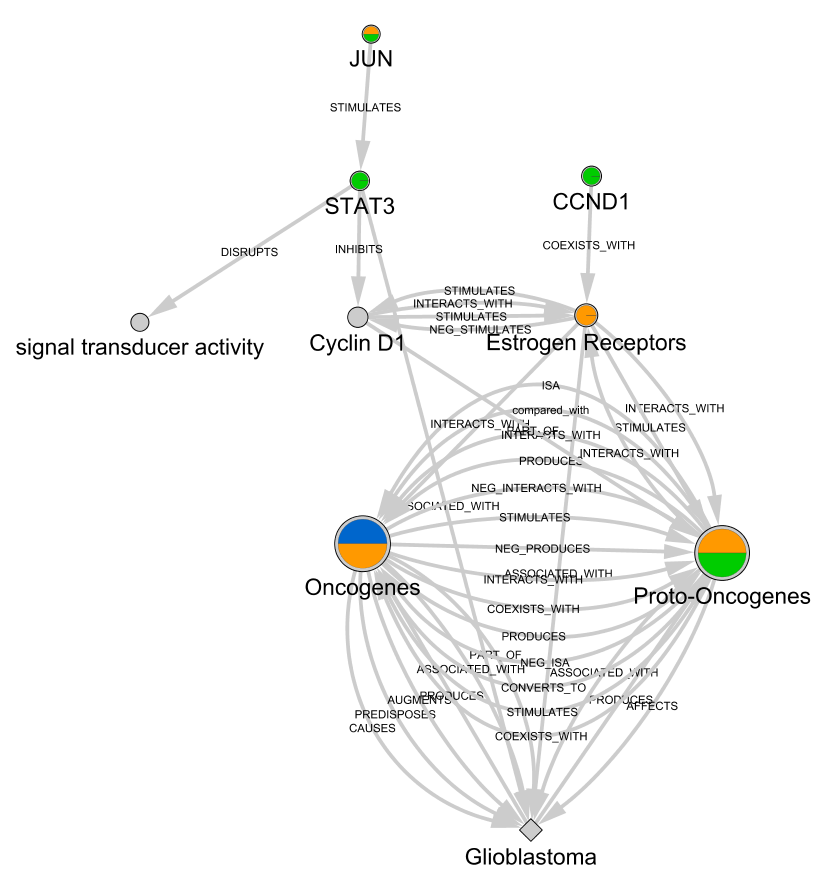 JUN
STIMULATES
STAT3
CCND1
DISRUPTS
INHIBITS
COEXISTS_WITH
STIMULATES
INTERACTS_WITH
STIMULATES
NEG_STIMULATES
signal transducer activity
Cyclin D1
Estrogen Receptors
ISA
compared_with
INTERACTS_WITH
INTERACTS_WITH
PART_OF
INTERACTS_WITH
STIMULATES
INTERACTS_WITH
PRODUCES
NEG_INTERACTS_WITH
SOCIATED_WITH
STIMULATES
NEG_PRODUCES
ASSOCIATED_WITH
INTERACTS_WITH
Oncogenes
Proto-Oncogenes
COEXISTS_WITH
PRODUCES
PART_OF
NEG_ISA
ASSOCIATED_WITH
ASSOCIATED_WITH
CONVERTS_TO
PRODUCES
AUGMENTS
PRODUCES
AFFECTS
PREDISPOSES
STIMULATES
CAUSES
COEXISTS_WITH
Glioblastoma